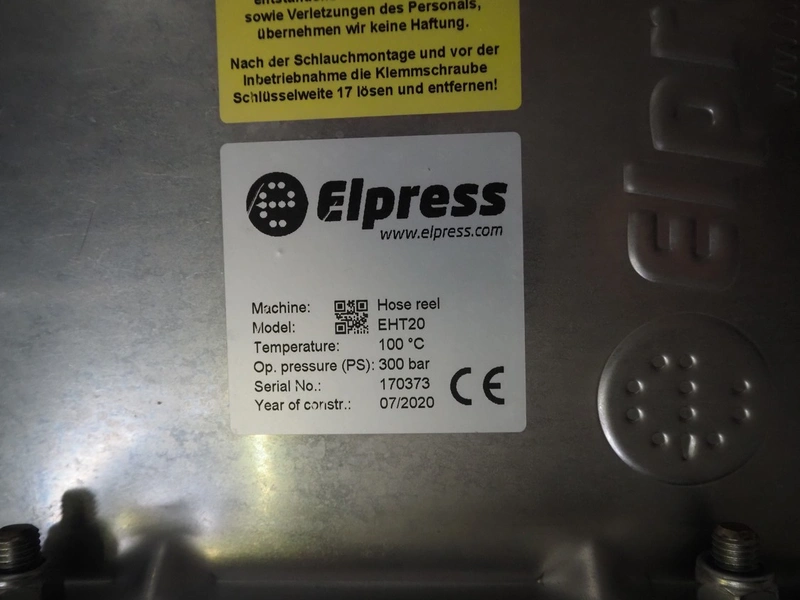 sowie Verletzungen des Personals,
übernehmen wir keine Haftung.
Nach der Schlauchmontage und vor der
Inbetriebnahme die Klemmschraube
Schlüsselweite 17 lösen und entfernen!
Elpress
www.elpress.com
Machine: Hose reel
Model: EHT20
Temperature: 100 °C
Op. pressure (PS): 300 bar
Serial No.: 170373
Year of constr.: 07/2020
CE
Elpr